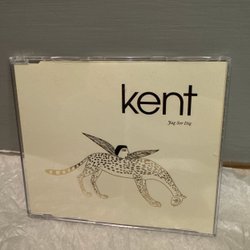 kent
Jag Ser Dig